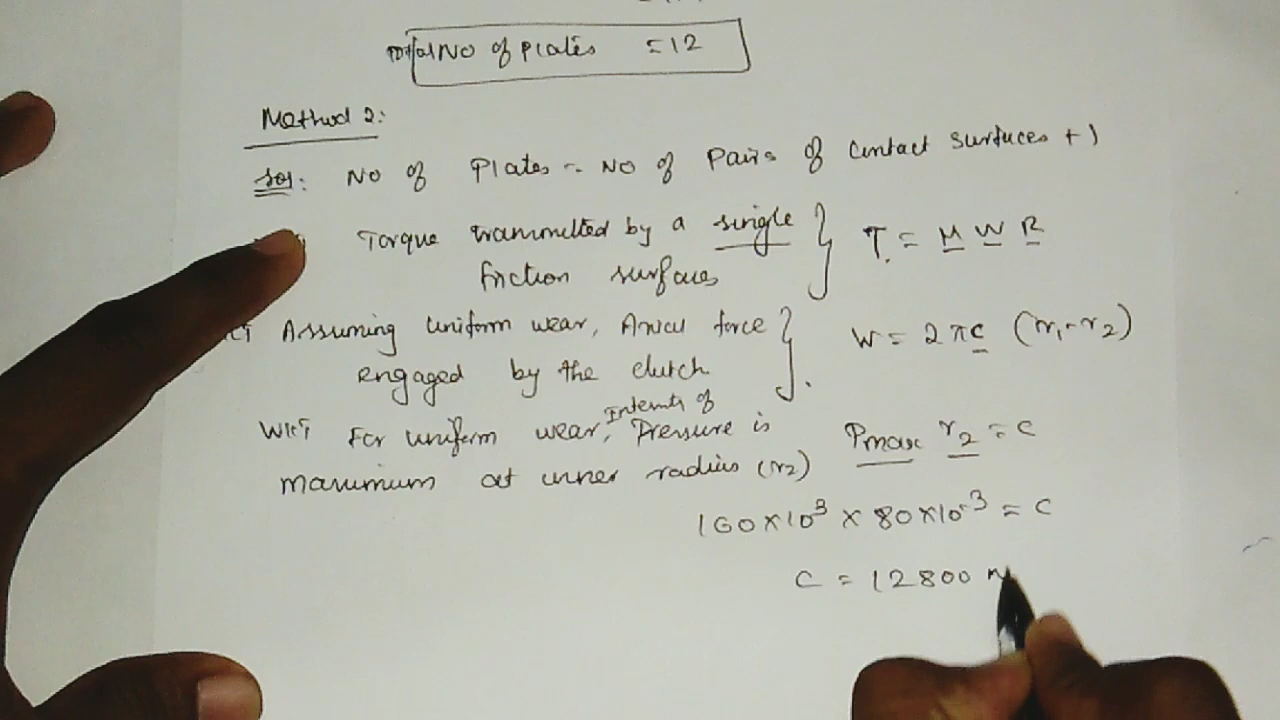 Total No of Plates = 12
Method 2:
Sol: No of Plates = No of Pairs of Contact surfaces + 1
Torque transmitted by a single friction surfaces } T = μ W R
Assuming uniform wear, Axial force engaged by the clutch } W = 2πc (r1-r2)
WKT For uniform wear, Intensity of Pressure is maximum at inner radius (r2) Pmax r2 = C
160×10³ × 80×10⁻³ = C
C = 12800 N